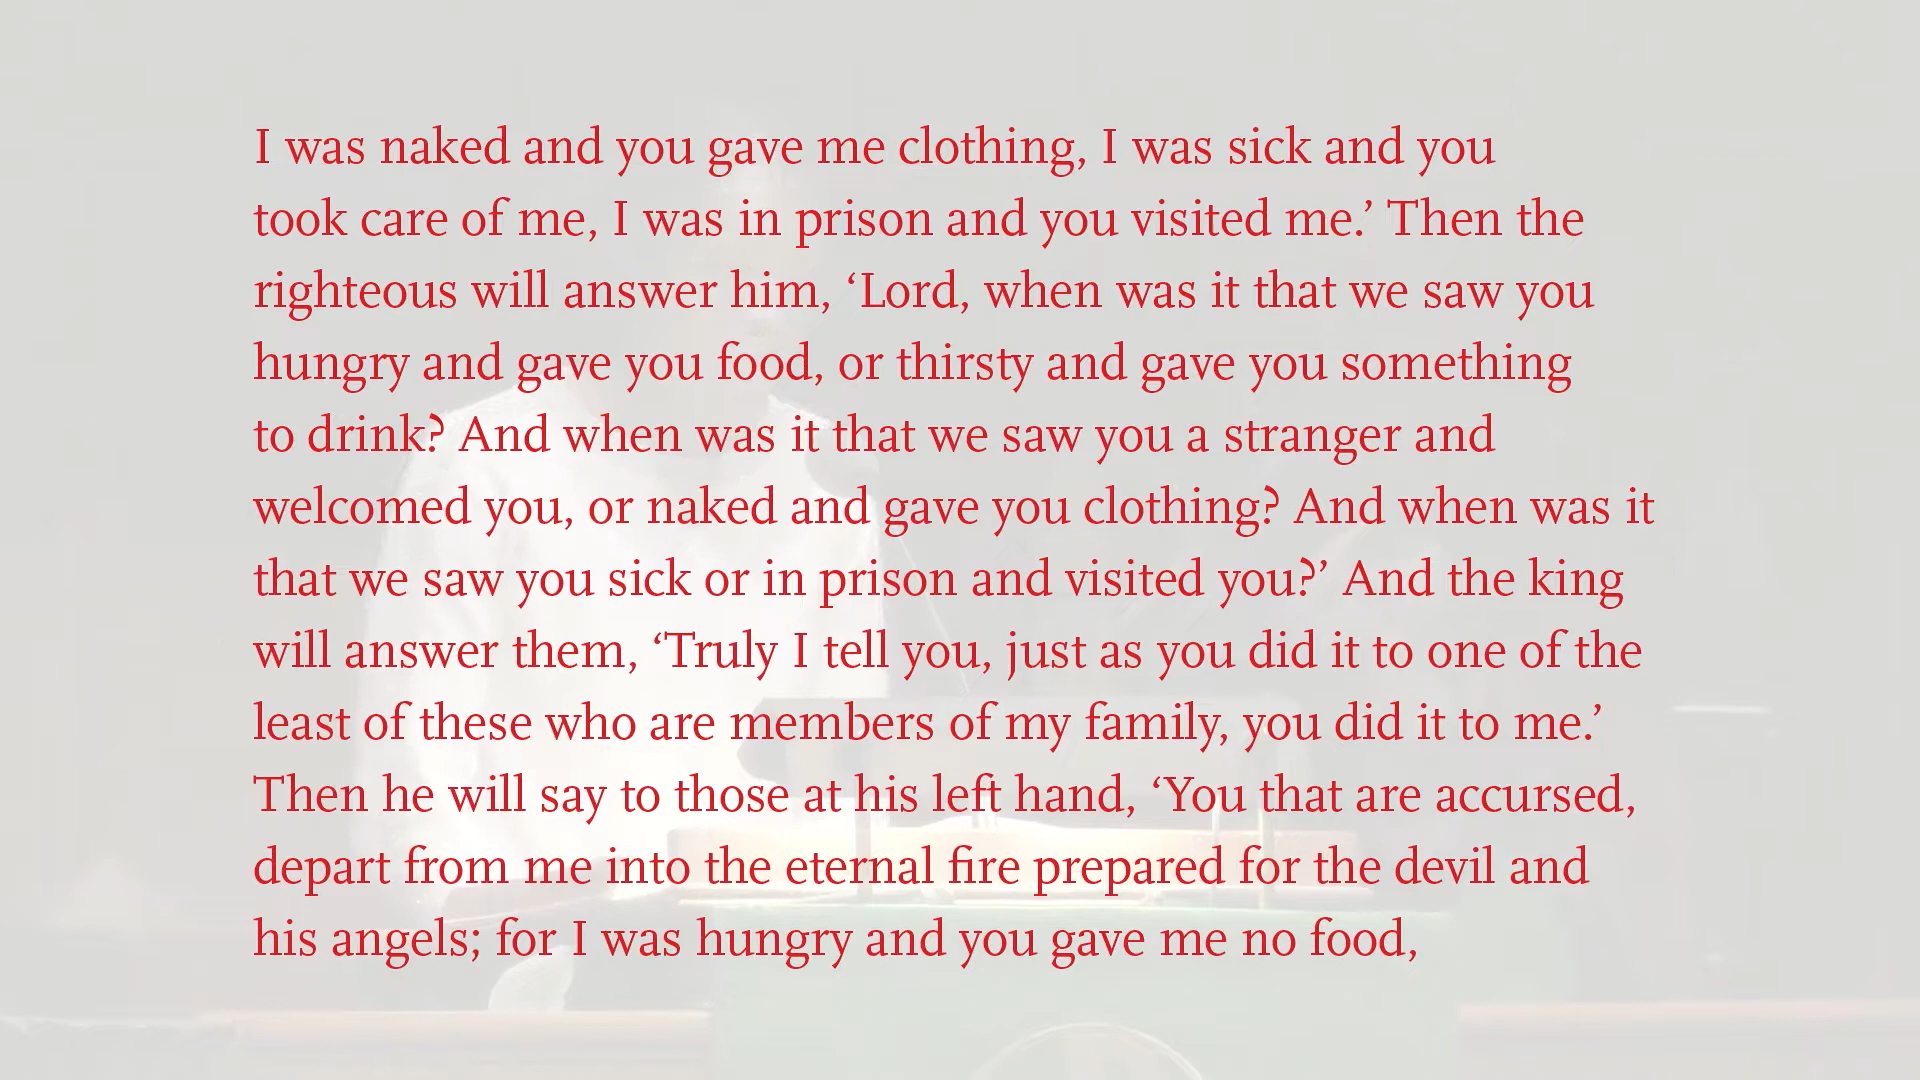 I was naked and you gave me clothing, I was sick and you
took care of me, I was in prison and you visited me.’ Then the
righteous will answer him, ‘Lord, when was it that we saw you
hungry and gave you food, or thirsty and gave you something
to drink? And when was it that we saw you a stranger and
welcomed you, or naked and gave you clothing? And when was it
that we saw you sick or in prison and visited you?’ And the king
will answer them, ‘Truly I tell you, just as you did it to one of the
least of these who are members of my family, you did it to me.’
Then he will say to those at his left hand, ‘You that are accursed,
depart from me into the eternal fire prepared for the devil and
his angels; for I was hungry and you gave me no food,